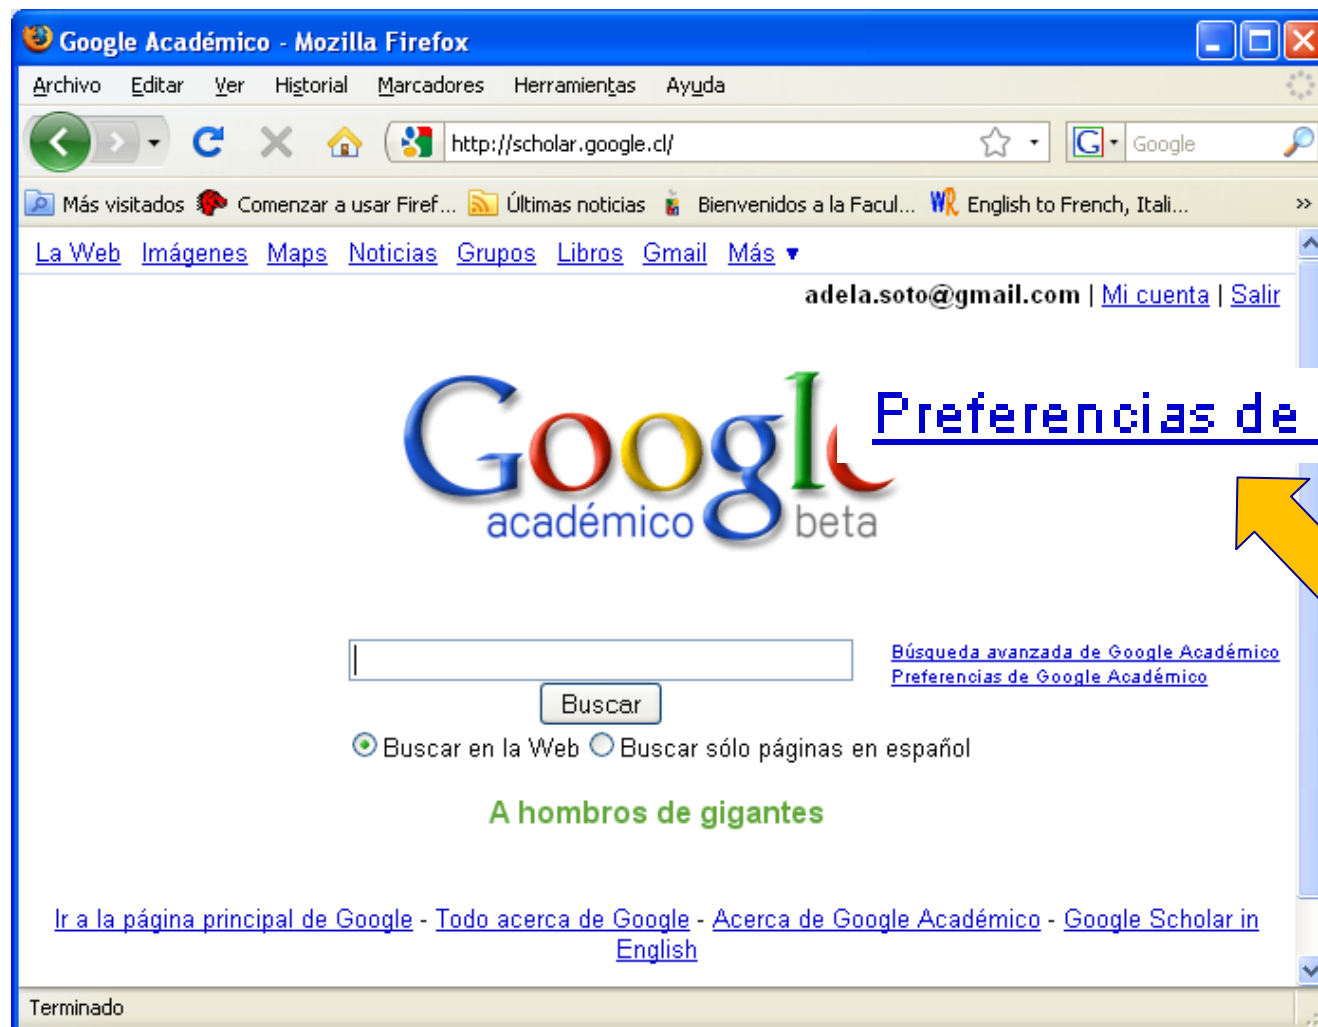 Google Académico - Mozilla Firefox
Archivo Editar Ver Historial Marcadores Herramientas Ayuda
http://scholar.google.cl/ G Google
Más visitados Comenzar a usar Firef... Últimas noticias Bienvenidos a la Facul... WR English to French, Itali... »
La Web Imágenes Maps Noticias Grupos Libros Gmail Más ▼
adela.soto@gmail.com | Mi cuenta | Salir
Preferencias de
Google
académico beta
Búsqueda avanzada de Google Académico
Preferencias de Google Académico
Buscar
Buscar en la Web Buscar sólo páginas en español
A hombros de gigantes
Ir a la página principal de Google - Todo acerca de Google - Acerca de Google Académico - Google Scholar in
English
Terminado